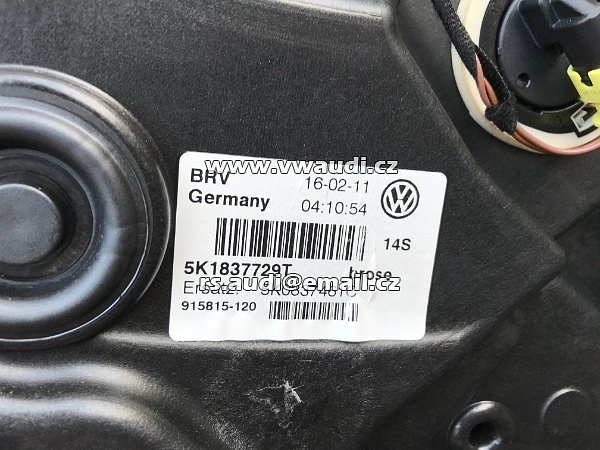 www.vwaudi.cz
BRV 16-02-11
Germany 04:10:54
14S
5K1837729T brose
rs.audi@email.cz
Ersatz:
915815-120